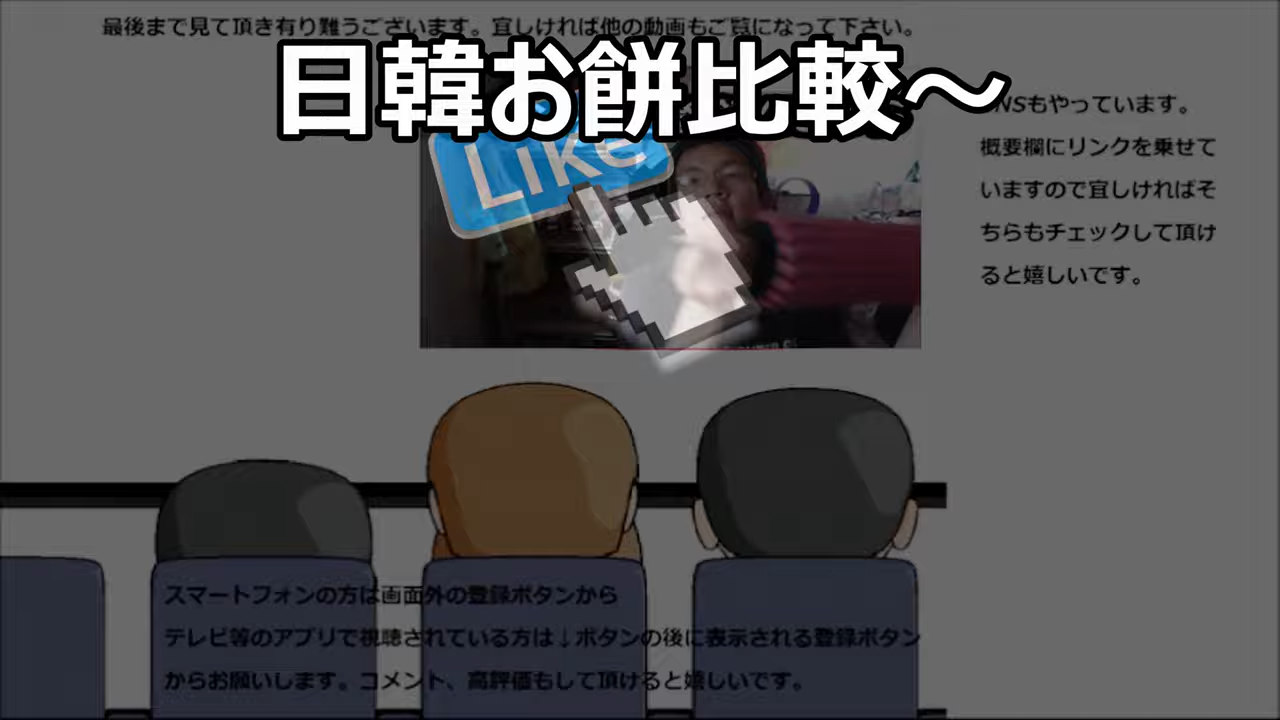 最後まで見て頂き有り難うございます。宜しければ他の動画もご覧になって下さい。
日韓お餅比較～
Like
NSもやっています。
概要欄にリンクを乗せて
いますので宜しければそ
ちらもチェックして頂け
ると嬉しいです。
スマートフォンの方は画面外の登録ボタンから
テレビ等のアプリで視聴されている方は↓ボタンの後に表示される登録ボタン
からお願いします。コメント、高評価もして頂けると嬉しいです。